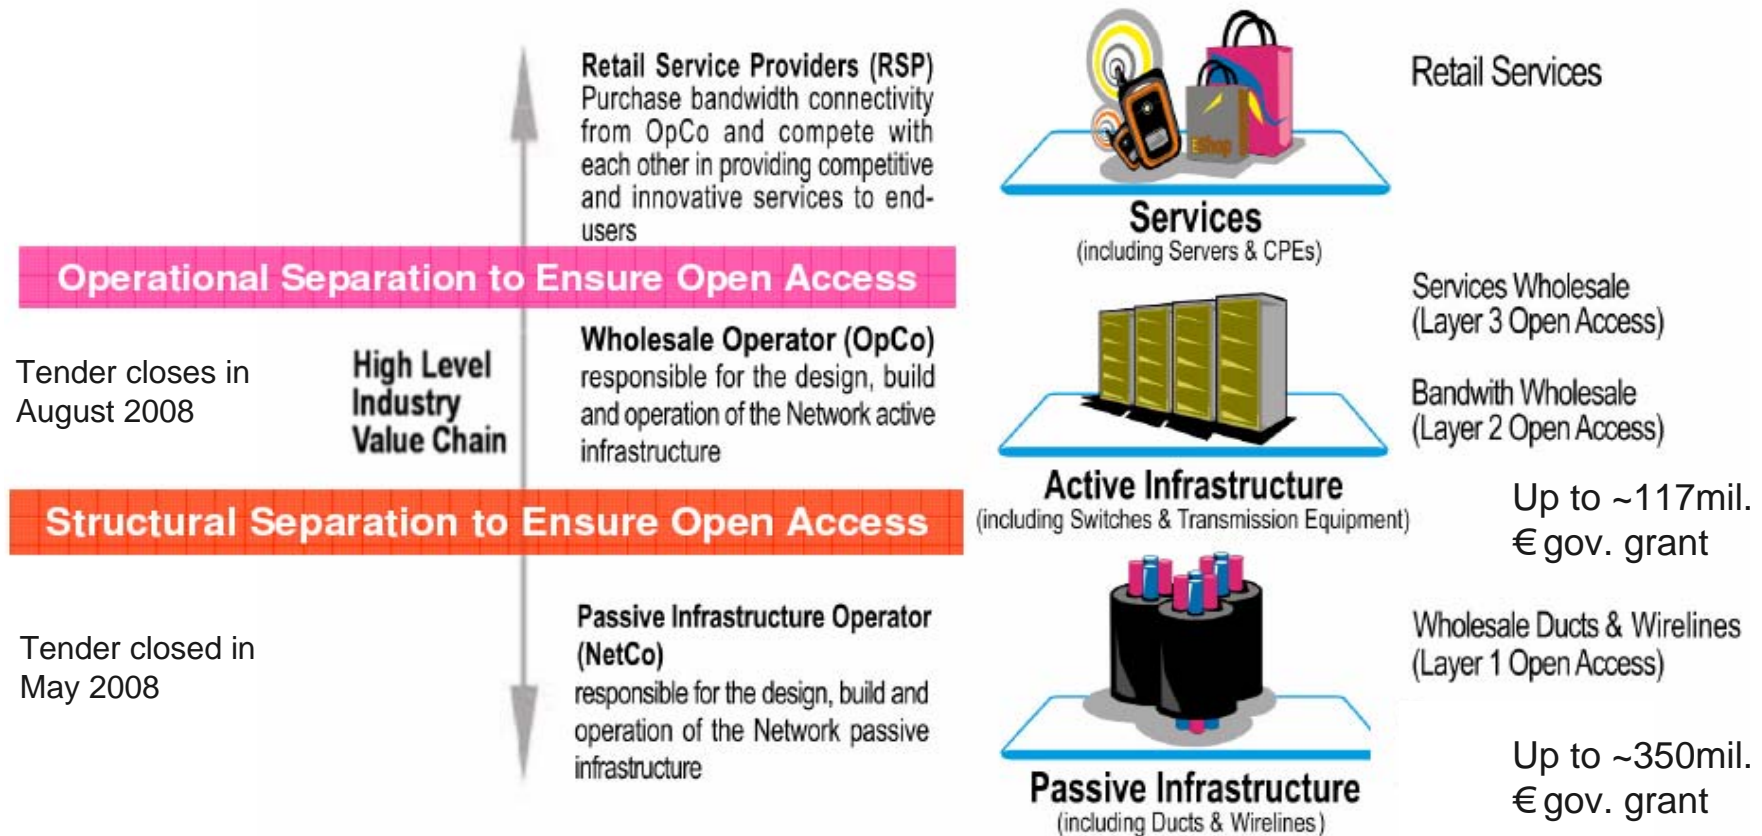 Retail Service Providers (RSP)
Purchase bandwidth connectivity
from OpCo and compete with
each other in providing competitive
and innovative services to end-
users
Eshop
Services
(including Servers & CPEs)
Retail Services
Operational Separation to Ensure Open Access
Tender closes in
August 2008
High Level
Industry
Value Chain
Wholesale Operator (OpCo)
responsible for the design, build
and operation of the Network active
infrastructure
Active Infrastructure
(including Switches & Transmission Equipment)
Services Wholesale
(Layer 3 Open Access)
Bandwith Wholesale
(Layer 2 Open Access)
Up to ~117mil.
€ gov. grant
Structural Separation to Ensure Open Access
Tender closed in
May 2008
Passive Infrastructure Operator
(NetCo)
responsible for the design, build and
operation of the Network passive
infrastructure
Passive Infrastructure
(including Ducts & Wirelines)
Wholesale Ducts & Wirelines
(Layer 1 Open Access)
Up to ~350mil.
€ gov. grant